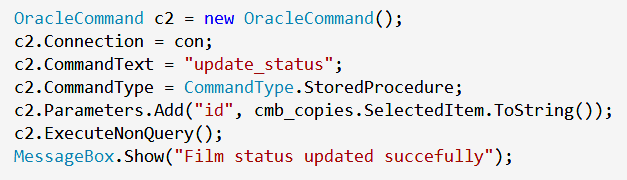 OracleCommand c2 = new OracleCommand();
c2.Connection = con;
c2.CommandText = "update_status";
c2.CommandType = CommandType.StoredProcedure;
c2.Parameters.Add("id", cmb_copies.SelectedItem.ToString());
c2.ExecuteNonQuery();
MessageBox.Show("Film status updated succefully");